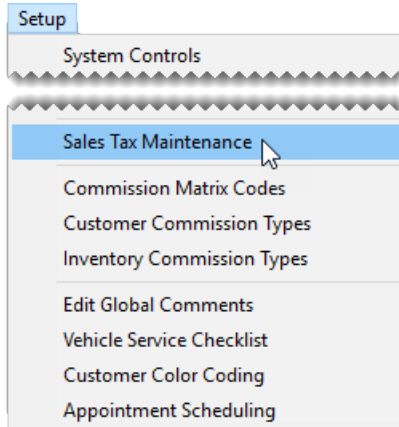 Setup
System Controls
Sales Tax Maintenance
Commission Matrix Codes
Customer Commission Types
Inventory Commission Types
Edit Global Comments
Vehicle Service Checklist
Customer Color Coding
Appointment Scheduling